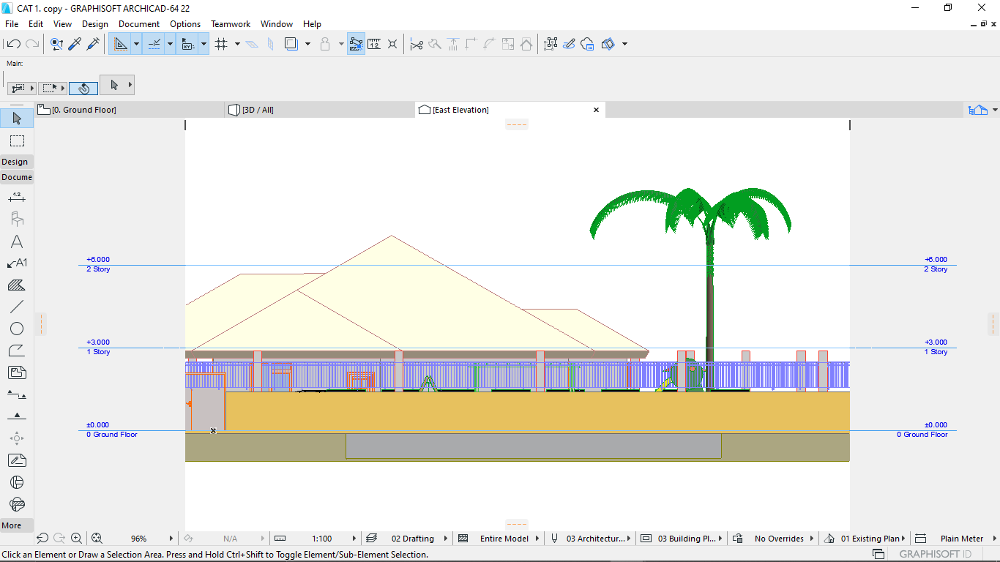 CAT 1. copy - GRAPHISOFT ARCHICAD-64 22
File Edit View Design Document Options Teamwork Window Help
Main:
[0. Ground Floor] [3D / All] [East Elevation]
Design
Docume
1.2
A1
More
+6.000 +6.000
2 Story 2 Story
+3.000 +3.000
1 Story 1 Story
±0.000 ±0.000
0 Ground Floor 0 Ground Floor
96% N/A 1:100 02 Drafting Entire Model 03 Architectur... 03 Building Pl... No Overrides 01 Existing Plan Plain Meter
Click an Element or Draw a Selection Area. Press and Hold Ctrl+Shift to Toggle Element/Sub-Element Selection.
GRAPHISOFT ID